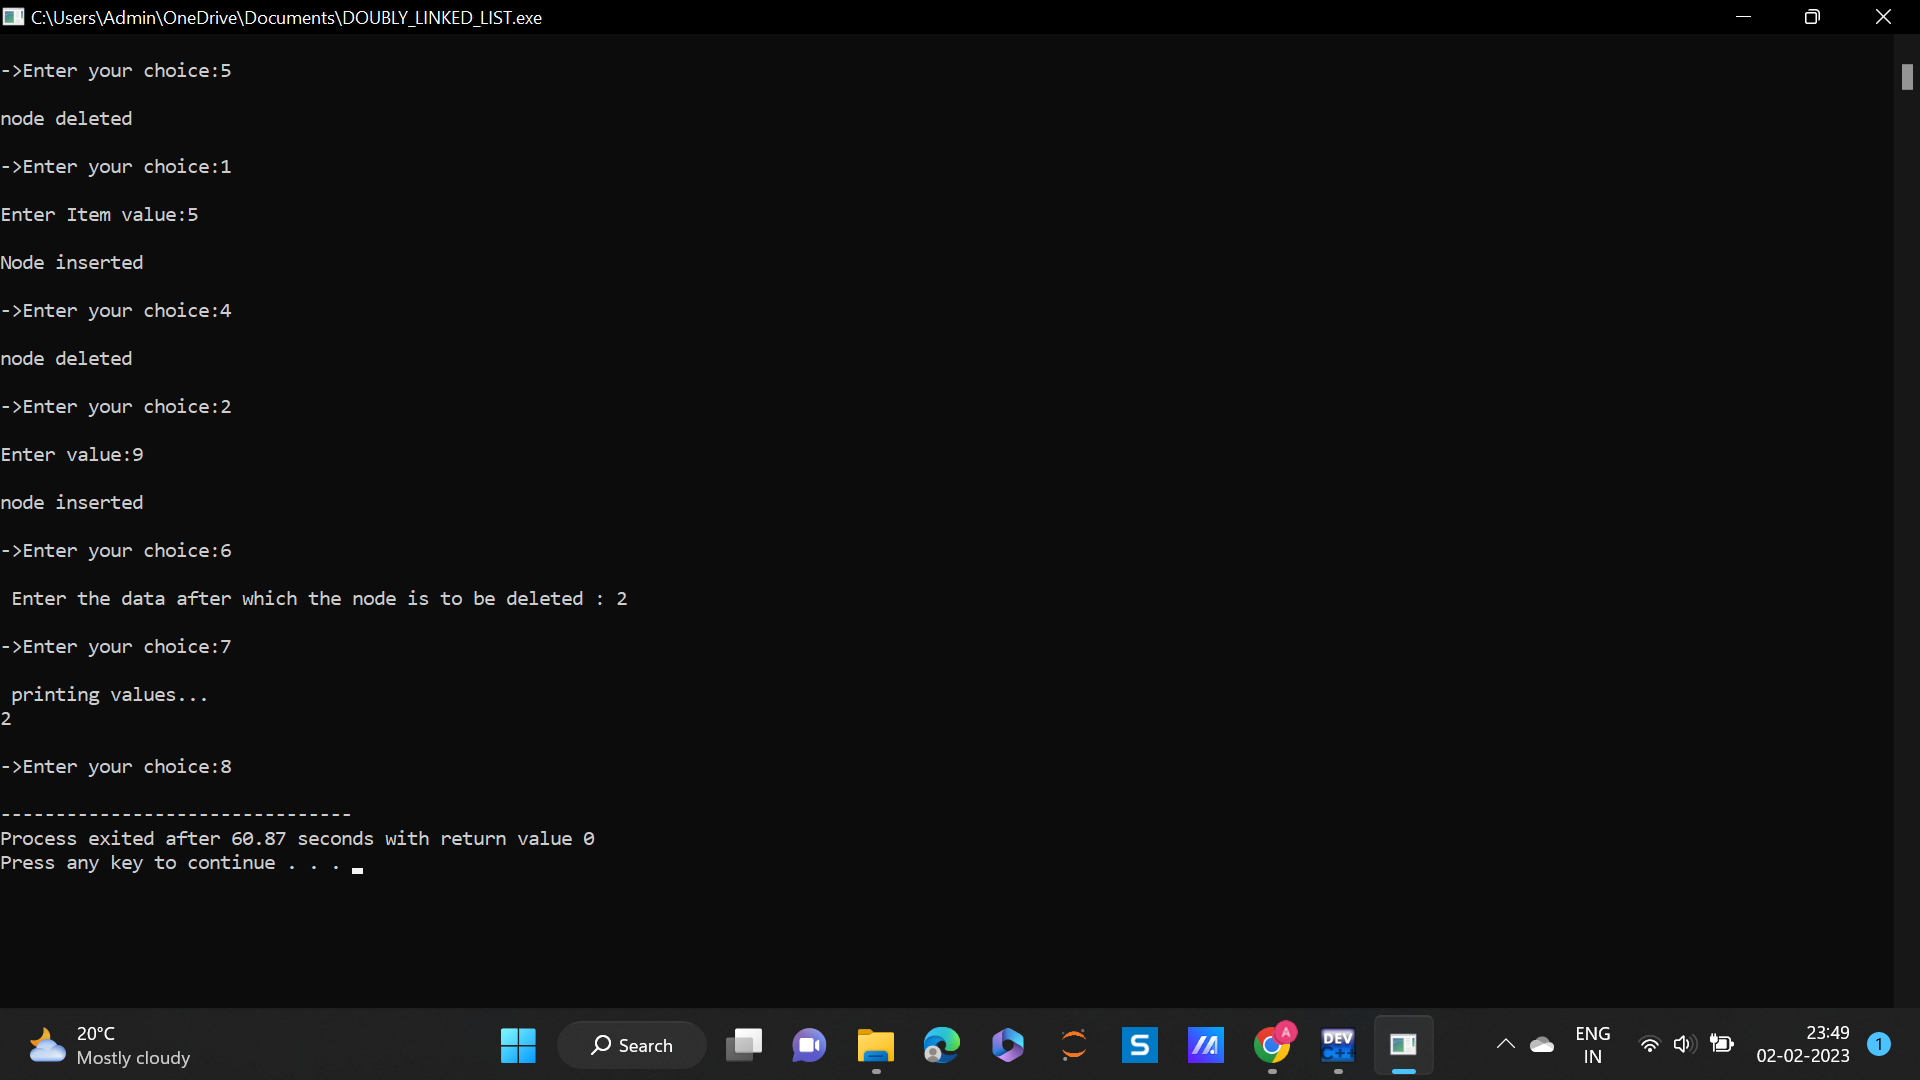 C:\Users\Admin\OneDrive\Documents\DOUBLY_LINKED_LIST.exe
->Enter your choice:5
node deleted
->Enter your choice:1
Enter Item value:5
Node inserted
->Enter your choice:4
node deleted
->Enter your choice:2
Enter value:9
node inserted
->Enter your choice:6
Enter the data after which the node is to be deleted : 2
->Enter your choice:7
printing values...
2
->Enter your choice:8
--------------------------------
Process exited after 60.87 seconds with return value 0
Press any key to continue . . .
20°C
Mostly cloudy
Search
S
A
DEV
C++
ENG
IN
23:49
02-02-2023
1